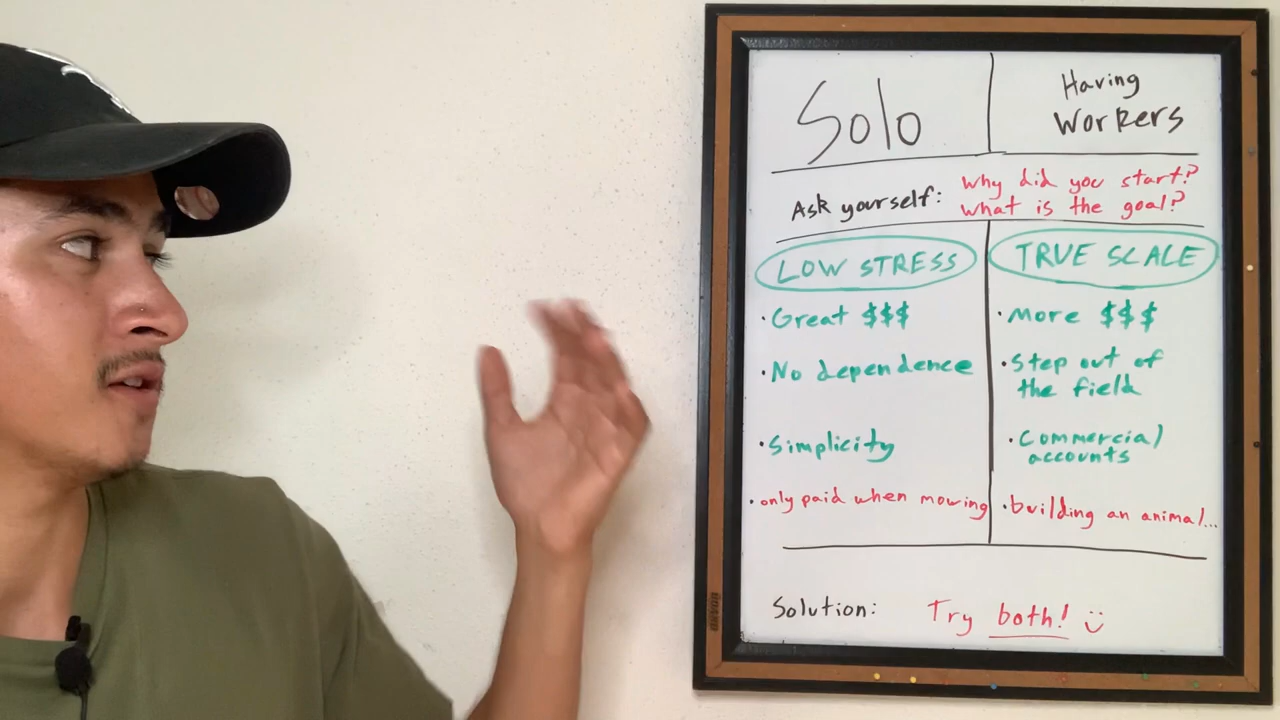 Solo
Having
Workers
Ask yourself:
Why did you start?
what is the goal?
LOW STRESS
• Great $$$
• No dependence
• Simplicity
• only paid when mowing
TRUE SCALE
• More $$$
• Step out of
the field
• Commercial
accounts
• building an animal...
Solution: Try both! :)
BOARD